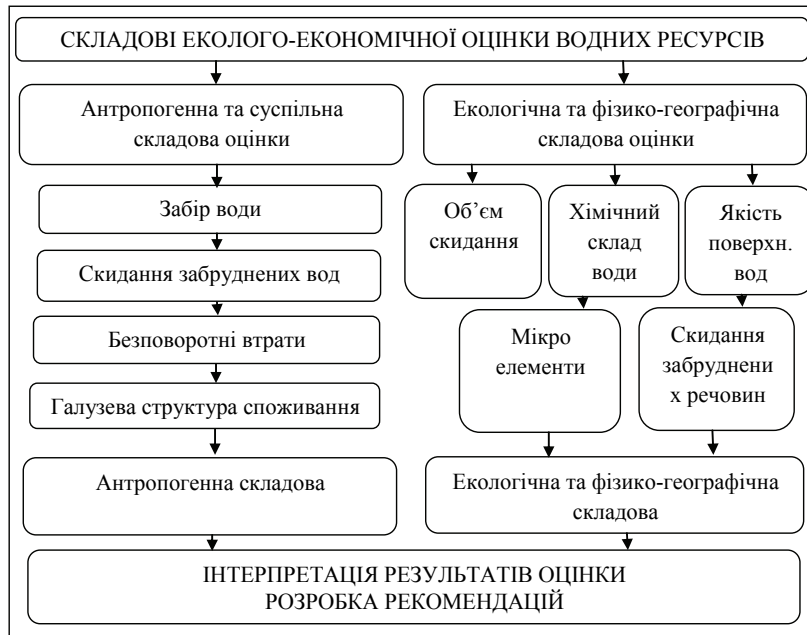 СКЛАДОВІ ЕКОЛОГО-ЕКОНОМІЧНОЇ ОЦІНКИ ВОДНИХ РЕСУРСІВ
Антропогенна та суспільна
складова оцінки
Екологічна та фізико-географічна
складова оцінки
Забір води
Скидання забруднених вод
Безповоротні втрати
Галузева структура споживання
Об’єм
скидання
Хімічний
склад
води
Якість
поверхн.
вод
Мікро
елементи
Скидання
забруднени
х речовин
Антропогенна складова
Екологічна та фізико-географічна
складова
ІНТЕРПРЕТАЦІЯ РЕЗУЛЬТАТІВ ОЦІНКИ
РОЗРОБКА РЕКОМЕНДАЦІЙ